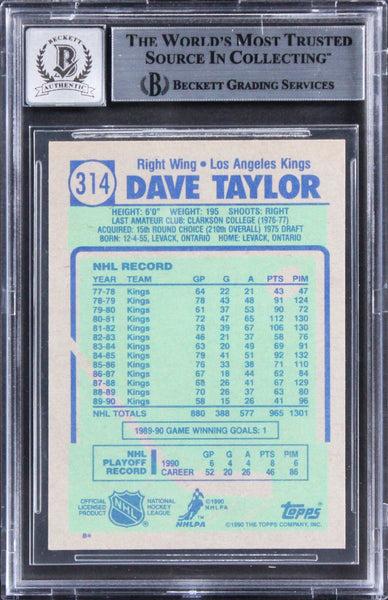 BECKETT
AUTHENTIC
THE WORLD'S MOST TRUSTED
SOURCE IN COLLECTING™
B BECKETT GRADING SERVICES
314
Right Wing • Los Angeles Kings
DAVE TAYLOR
HEIGHT: 6'0" WEIGHT: 195 SHOOTS: RIGHT
LAST AMATEUR CLUB: CLARKSON COLLEGE (1976-77)
ACQUIRED: 15th ROUND CHOICE (210th OVERALL) 1975 DRAFT
BORN: 12-4-55, LEVACK, ONTARIO HOME: LEVACK, ONTARIO
NHL RECORD
YEAR TEAM GP G A PTS PIM
77-78 Kings 64 22 21 43 47
78-79 Kings 78 43 48 91 124
79-80 Kings 61 37 53 90 72
80-81 Kings 72 47 65 112 130
81-82 Kings 78 39 67 106 130
82-83 Kings 46 21 37 58 76
83-84 Kings 63 20 49 69 91
84-85 Kings 79 41 51 92 132
85-86 Kings 76 33 38 71 110
86-87 Kings 67 18 44 62 84
87-88 Kings 68 26 41 67 129
88-89 Kings 70 26 37 63 80
89-90 Kings 58 15 26 41 96
NHL TOTALS 880 388 577 965 1301
1989-90 GAME WINNING GOALS: 1
NHL GP G A PTS PIM
PLAYOFF 1990 6 4 4 8 6
RECORD CAREER 52 20 26 46 86
OFFICIAL
LICENSED
PRODUCT
NHL
NATIONAL
HOCKEY
LEAGUE
©1990
NHLPA
NHLPA
Topps
©1990 THE TOPPS COMPANY, INC.
B*